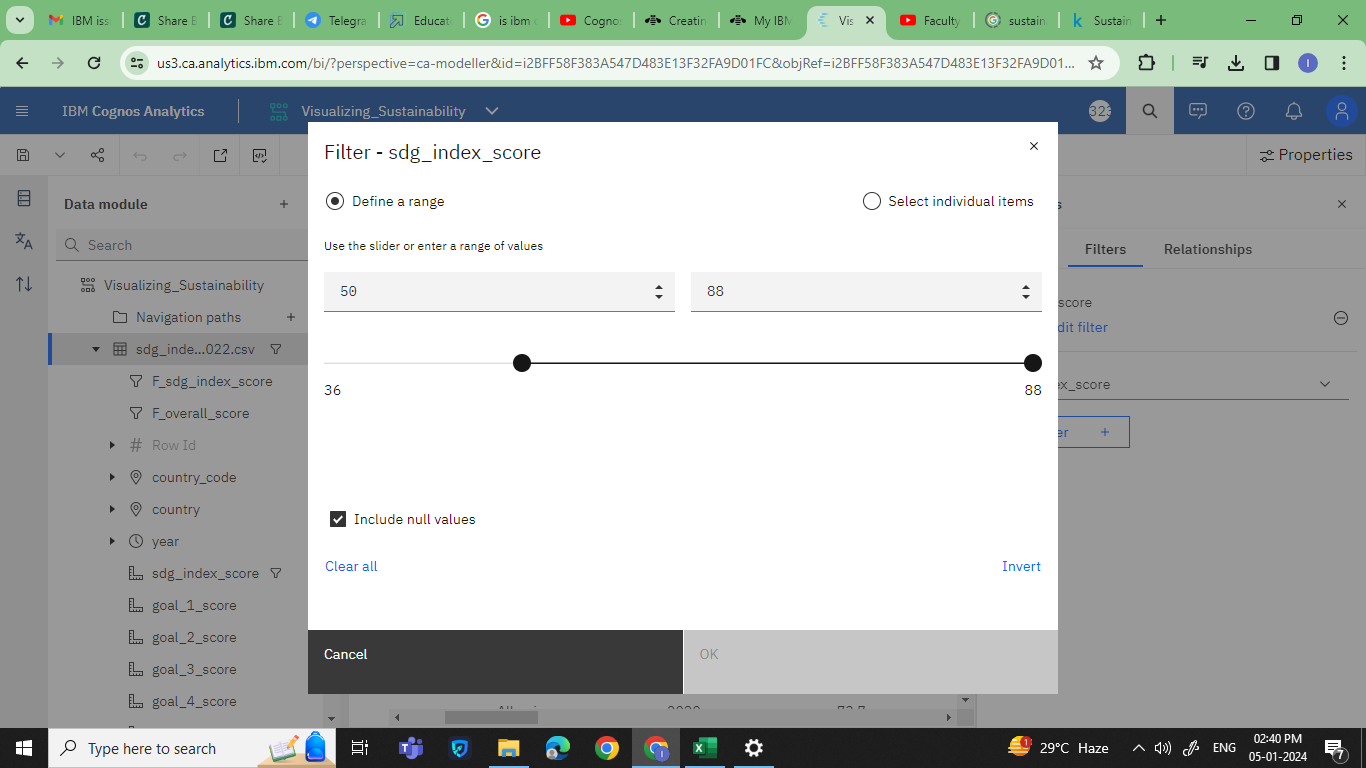 IBM iss
Share B
Share B
Telegra
Educat
is ibm c
Cognos
Creatin
My IBM
Vis
Faculty
sustain
Sustain
us3.ca.analytics.ibm.com/bi/?perspective=ca-modeller&id=i2BFF58F383A547D483E13F32FA9D01FC&objRef=i2BFF58F383A547D483E13F32FA9D01...
I
IBM Cognos Analytics
Visualizing_Sustainability
323
Properties
Filter - sdg_index_score
Define a range
Select individual items
Use the slider or enter a range of values
50
88
36
88
Include null values
Clear all
Invert
Cancel
OK
Data module
Search
Visualizing_Sustainability
Navigation paths
sdg_inde...022.csv
F_sdg_index_score
F_overall_score
Row Id
country_code
country
year
sdg_index_score
goal_1_score
goal_2_score
goal_3_score
goal_4_score
s
Filters
Relationships
score
dit filter
ex_score
er
2020
Type here to search
29°C Haze
ENG
02:40 PM
05-01-2024
7